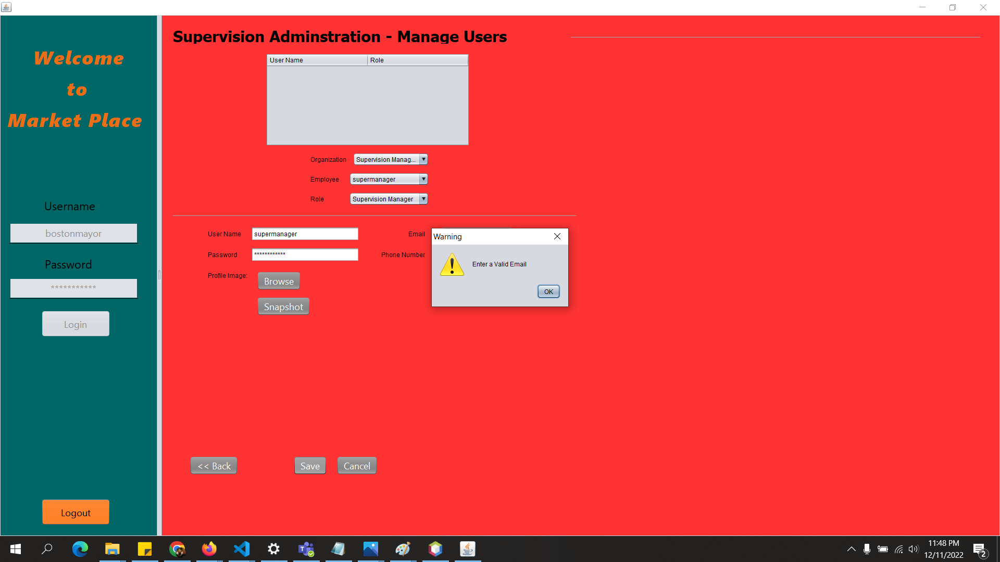 Welcome
to
Market Place
Username
bostonmayor
Password
***********
Login
Logout
Supervision Adminstration - Manage Users
User Name Role
Organization Supervision Manag...
Employee supermanager
Role Supervision Manager
User Name supermanager Email
Password ************ Phone Number
Profile Image: Browse
Snapshot
Warning
Enter a Valid Email
OK
<< Back Save Cancel
11:48 PM
12/11/2022
2